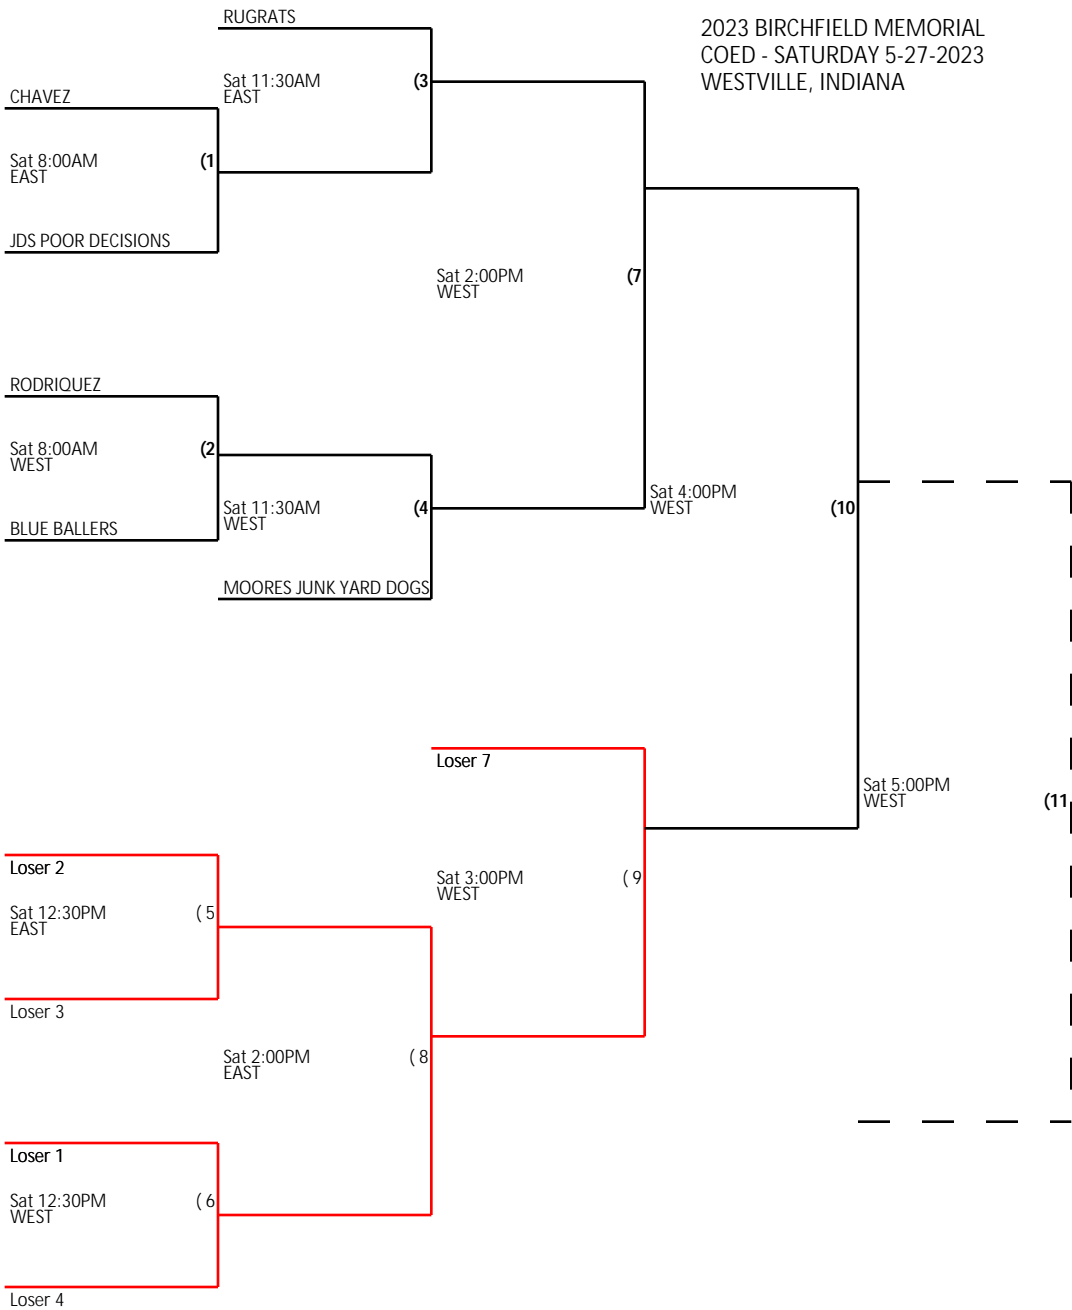 RUGRATS
2023 BIRCHFIELD MEMORIAL
COED - SATURDAY 5-27-2023
WESTVILLE, INDIANA
Sat 11:30AM
EAST
(3
CHAVEZ
Sat 8:00AM
EAST
(1
JDS POOR DECISIONS
Sat 2:00PM
WEST
(7
RODRIQUEZ
Sat 8:00AM
WEST
(2
Sat 11:30AM
WEST
(4
BLUE BALLERS
MOORES JUNK YARD DOGS
Sat 4:00PM
WEST
(10
Loser 7
Sat 5:00PM
WEST
(11
Loser 2
Sat 12:30PM
EAST
( 5
Loser 3
Sat 3:00PM
WEST
( 9
Sat 2:00PM
EAST
( 8
Loser 1
Sat 12:30PM
WEST
( 6
Loser 4